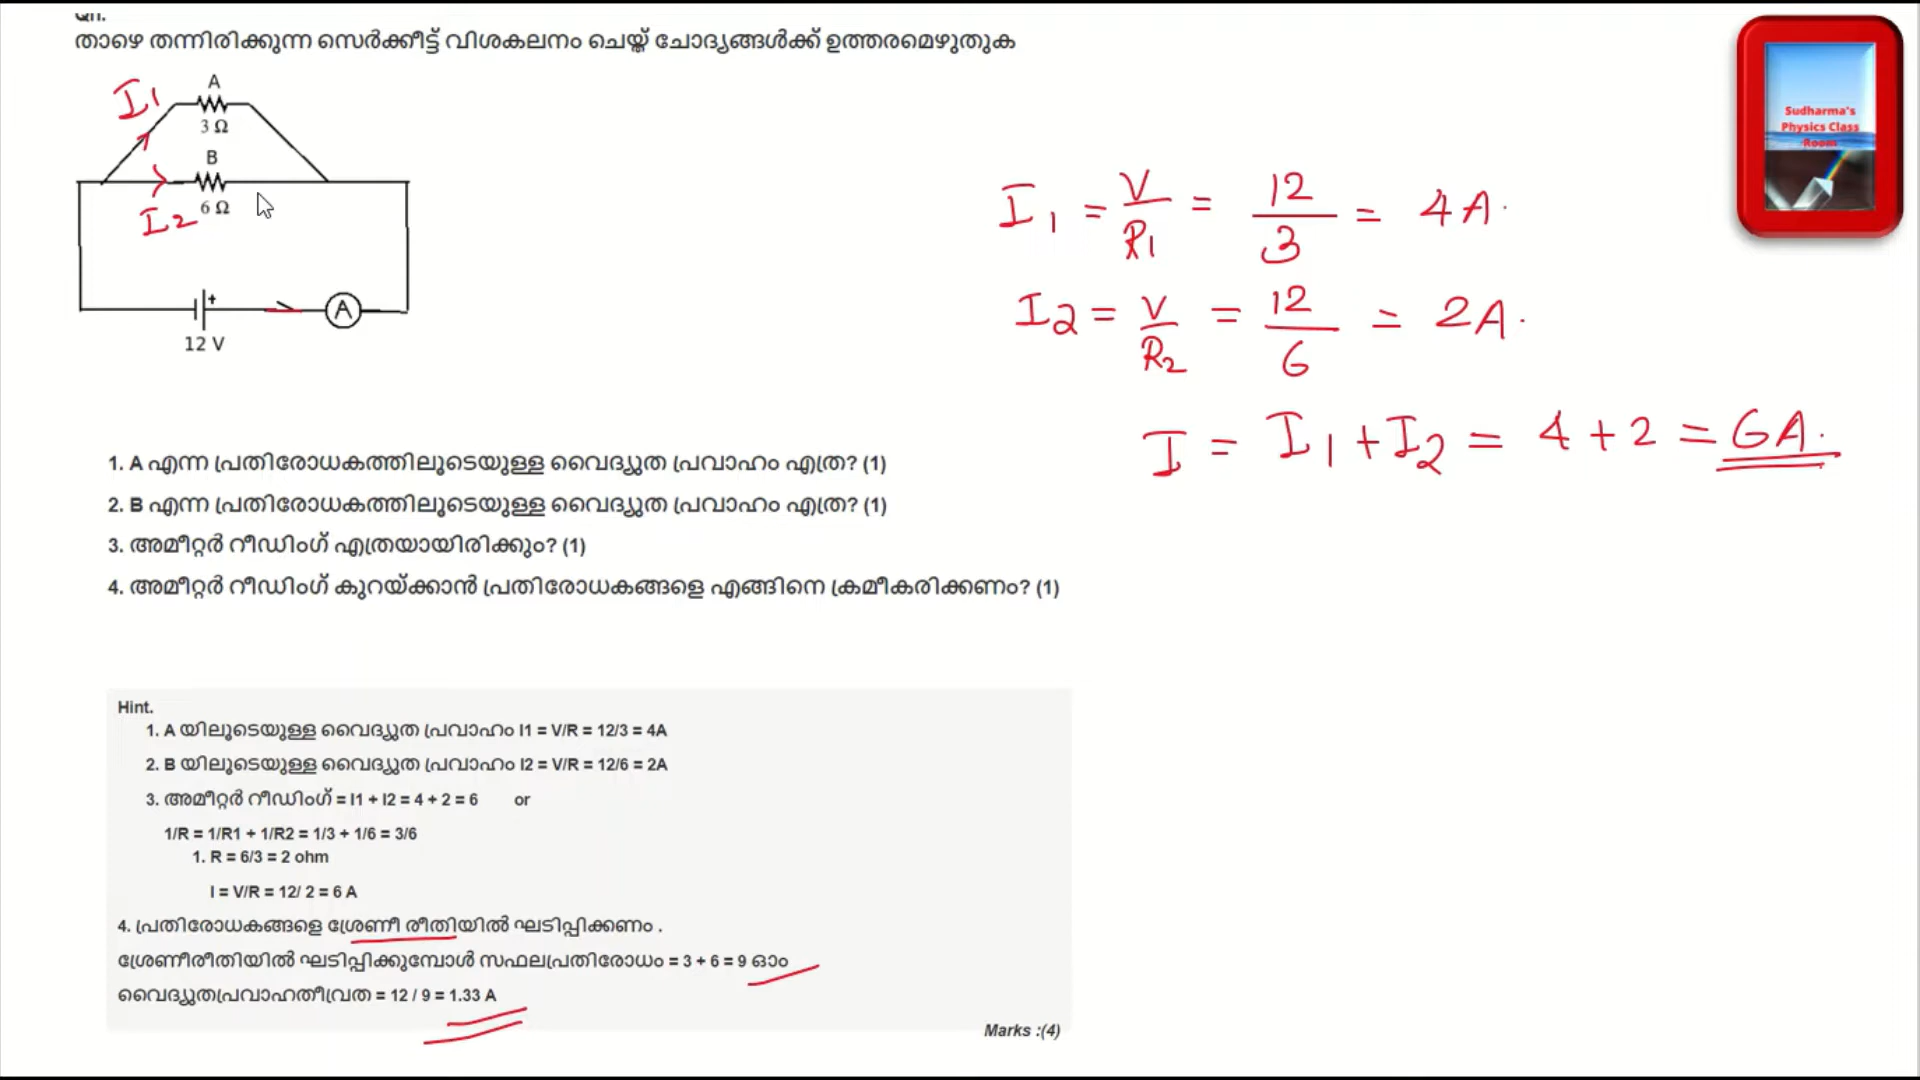 Qn.
താഴെ തന്നിരിക്കുന്ന സെർക്കീട്ട് വിശകലനം ചെയ്ത് ചോദ്യങ്ങൾക്ക് ഉത്തരമെഴുതുക
I1
A
3 Ω
B
I2
6 Ω
+
A
12 V
Sudharma's
Physics Class
Room
I1 = V/R1 = 12/3 = 4A.
I2 = V/R2 = 12/6 = 2A.
I = I1 + I2 = 4 + 2 = 6A.
1. A എന്ന പ്രതിരോധകത്തിലൂടെയുള്ള വൈദ്യുത പ്രവാഹം എത്ര? (1)
2. B എന്ന പ്രതിരോധകത്തിലൂടെയുള്ള വൈദ്യുത പ്രവാഹം എത്ര? (1)
3. അമീറ്റർ റീഡിംഗ് എത്രയായിരിക്കും? (1)
4. അമീറ്റർ റീഡിംഗ് കുറയ്ക്കാൻ പ്രതിരോധകങ്ങളെ എങ്ങിനെ ക്രമീകരിക്കണം? (1)
Hint.
1. A യിലൂടെയുള്ള വൈദ്യുത പ്രവാഹം I1 = V/R = 12/3 = 4A
2. B യിലൂടെയുള്ള വൈദ്യുത പ്രവാഹം I2 = V/R = 12/6 = 2A
3. അമീറ്റർ റീഡിംഗ് = I1 + I2 = 4 + 2 = 6 or
1/R = 1/R1 + 1/R2 = 1/3 + 1/6 = 3/6
1. R = 6/3 = 2 ohm
I = V/R = 12/ 2 = 6 A
4. പ്രതിരോധകങ്ങളെ ശ്രേണീ രീതിയിൽ ഘടിപ്പിക്കണം .
ശ്രേണീരീതിയിൽ ഘടിപ്പിക്കുമ്പോൾ സഫലപ്രതിരോധം = 3 + 6 = 9 ഓം
വൈദ്യുതപ്രവാഹതീവ്രത = 12 / 9 = 1.33 A
Marks :(4)